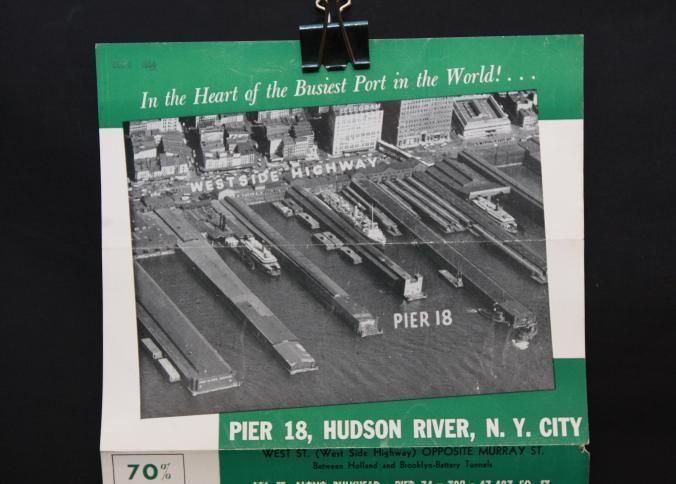 In the Heart of the Busiest Port in the World! . . .
WESTSIDE HIGHWAY
PIER 18
PIER 18, HUDSON RIVER, N. Y. CITY
WEST ST. (West Side Highway) OPPOSITE MURRAY ST.
Between Holland and Brooklyn-Battery Tunnels
70%